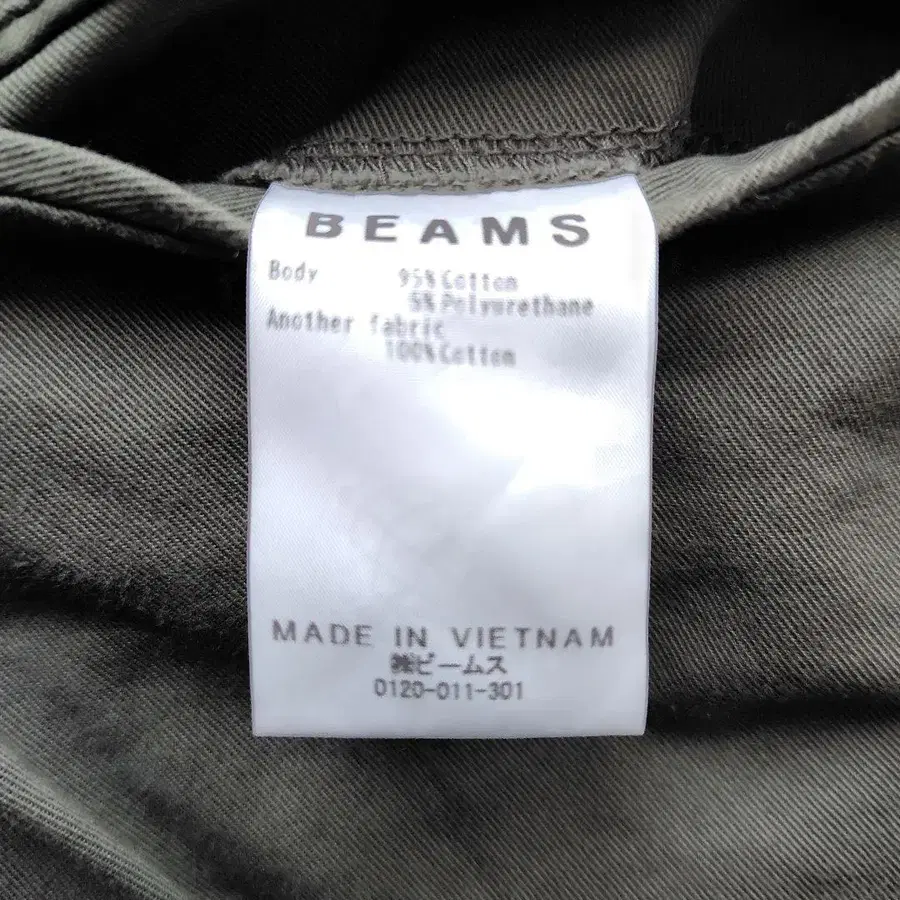 BEAMS
Body 95% Cotton
5% Polyurethane
Another fabric
100% Cotton
MADE IN VIETNAM
㈱ビームス
0120-011-301